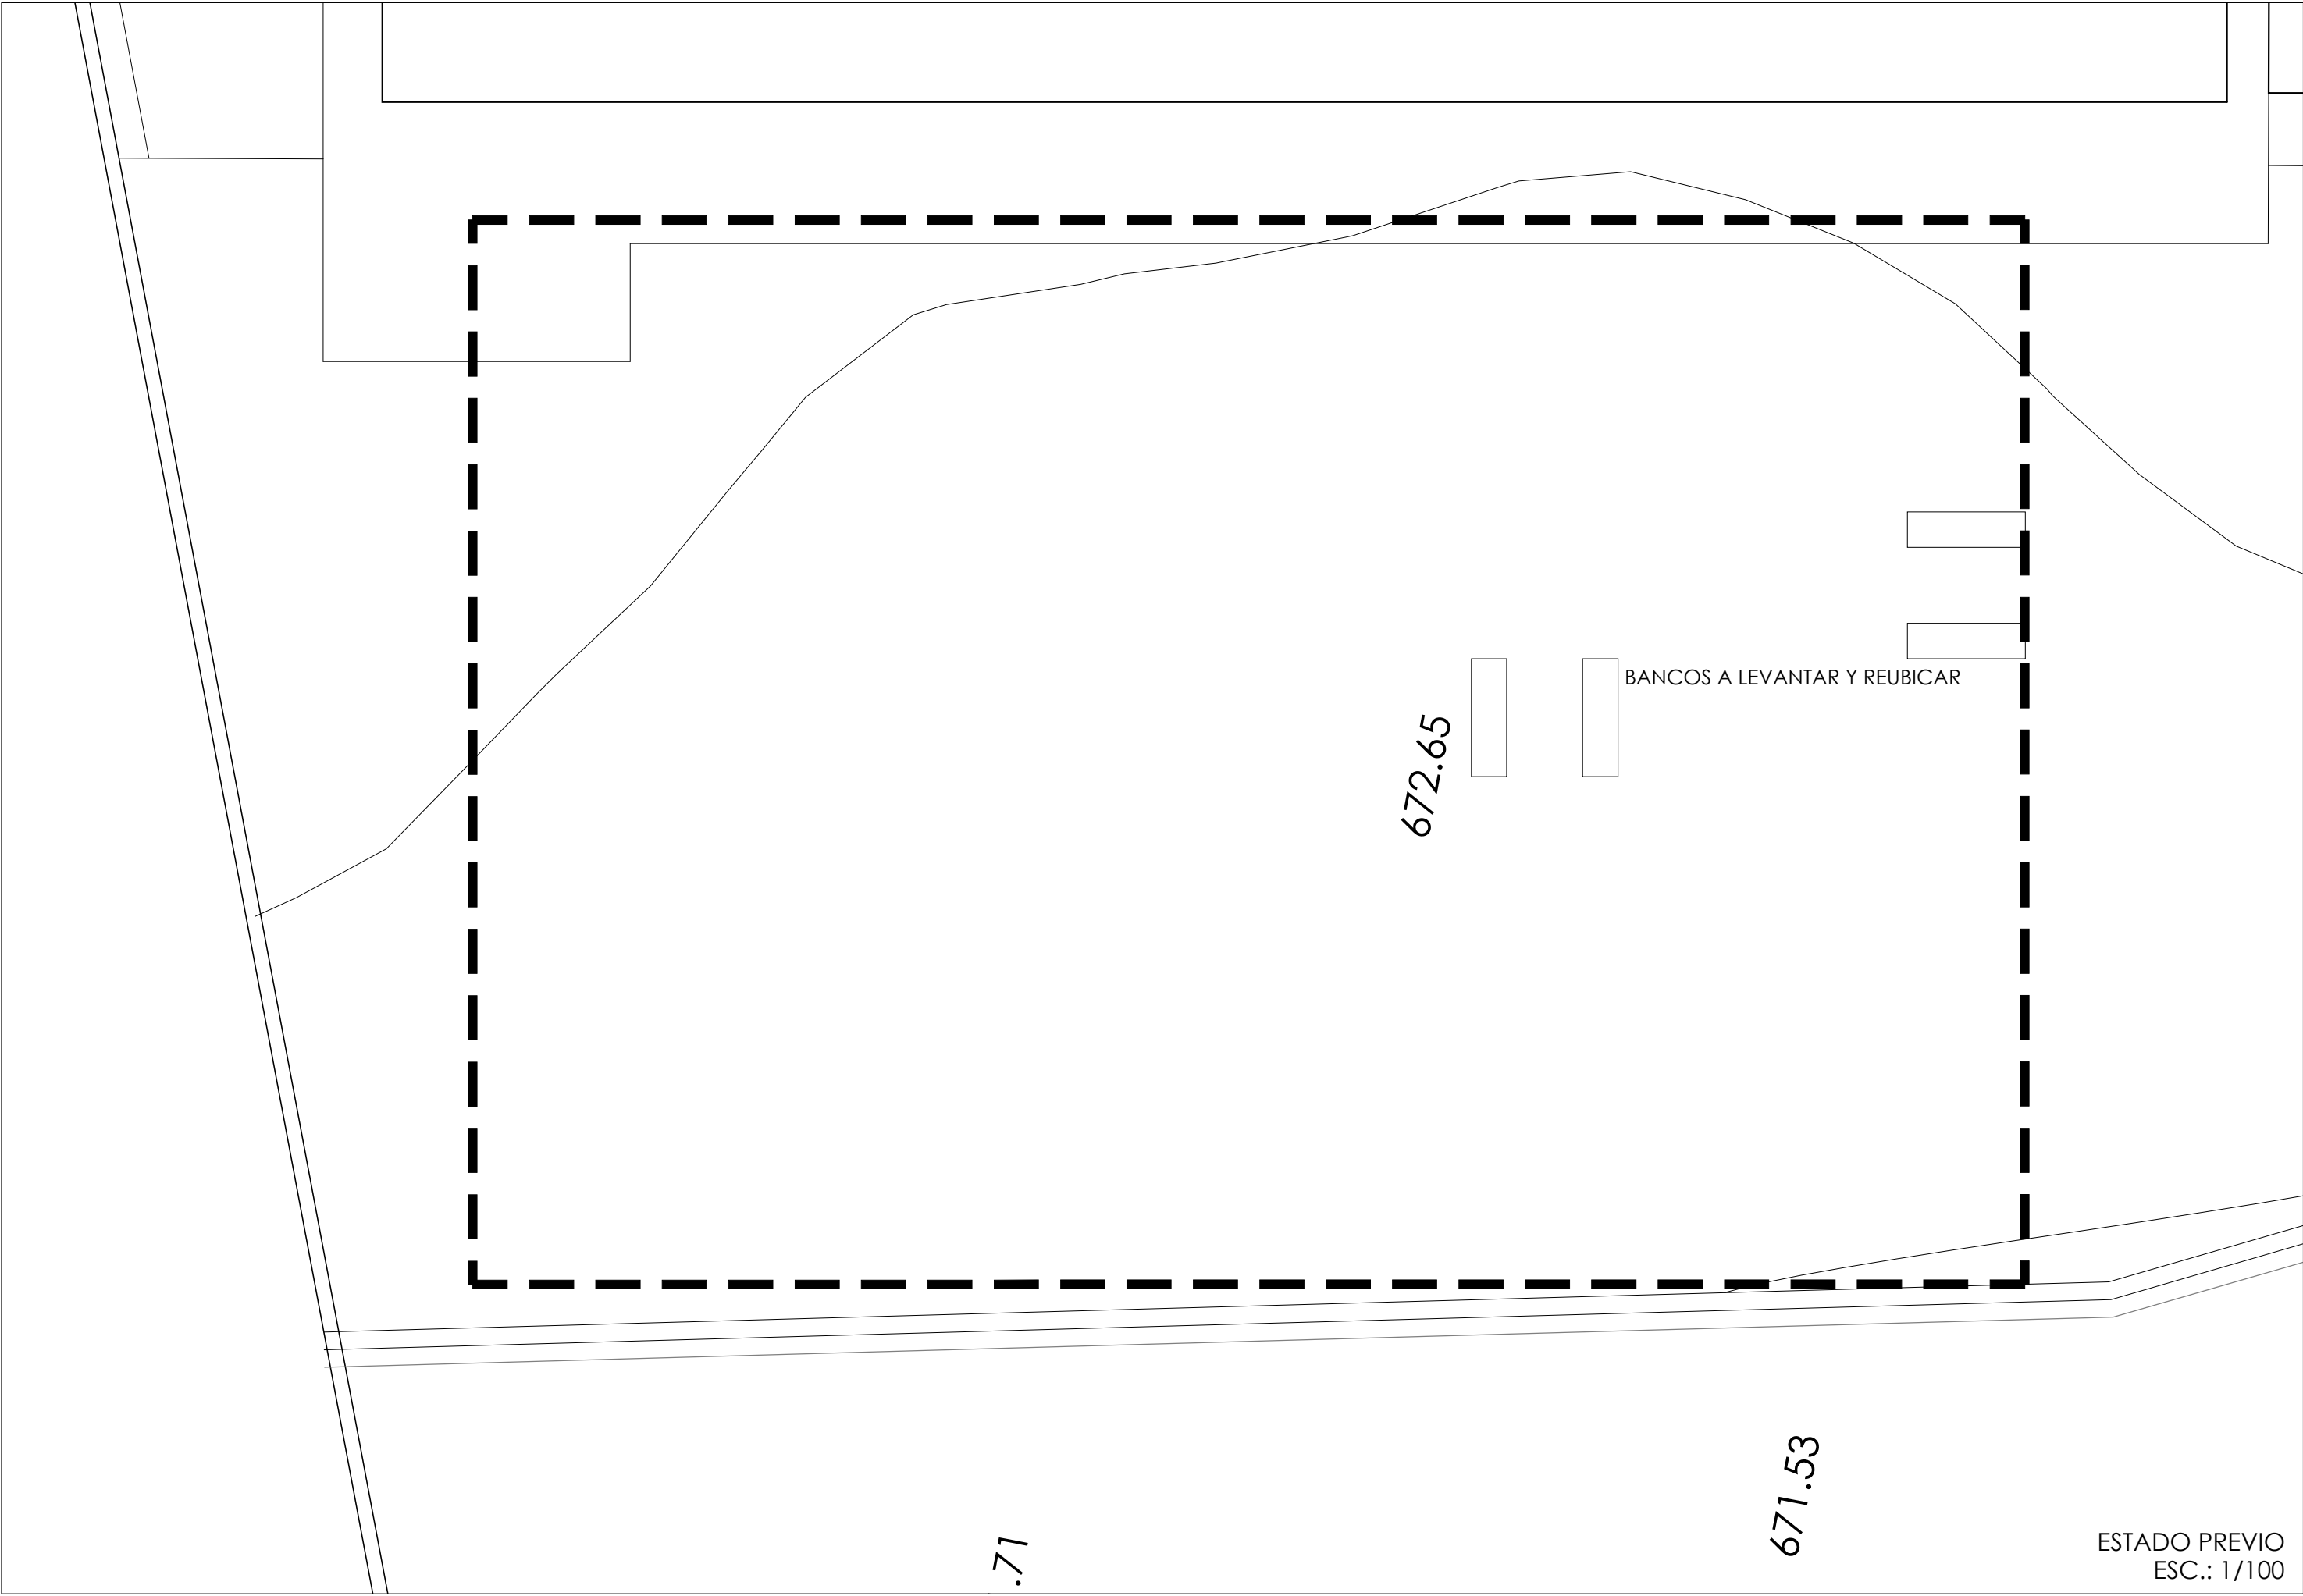 BANCOS A LEVANTAR Y REUBICAR
672.65
671.53
.71
ESTADO PREVIO
ESC.: 1/100